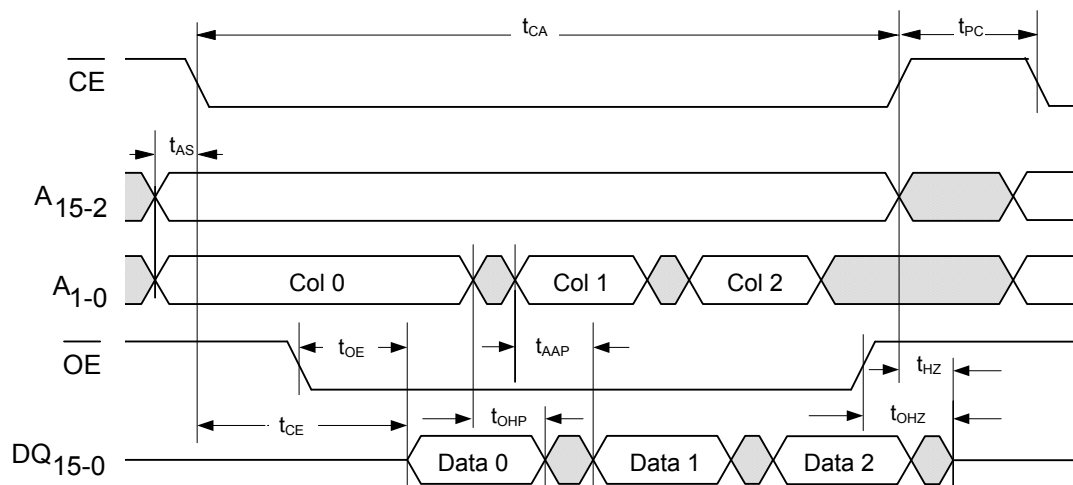 tCA
tPC
CE
tAS
A15-2
A1-0
Col 0
Col 1
Col 2
OE
tOE
tAAP
tHZ
tCE
tOHP
tOHZ
DQ15-0
Data 0
Data 1
Data 2